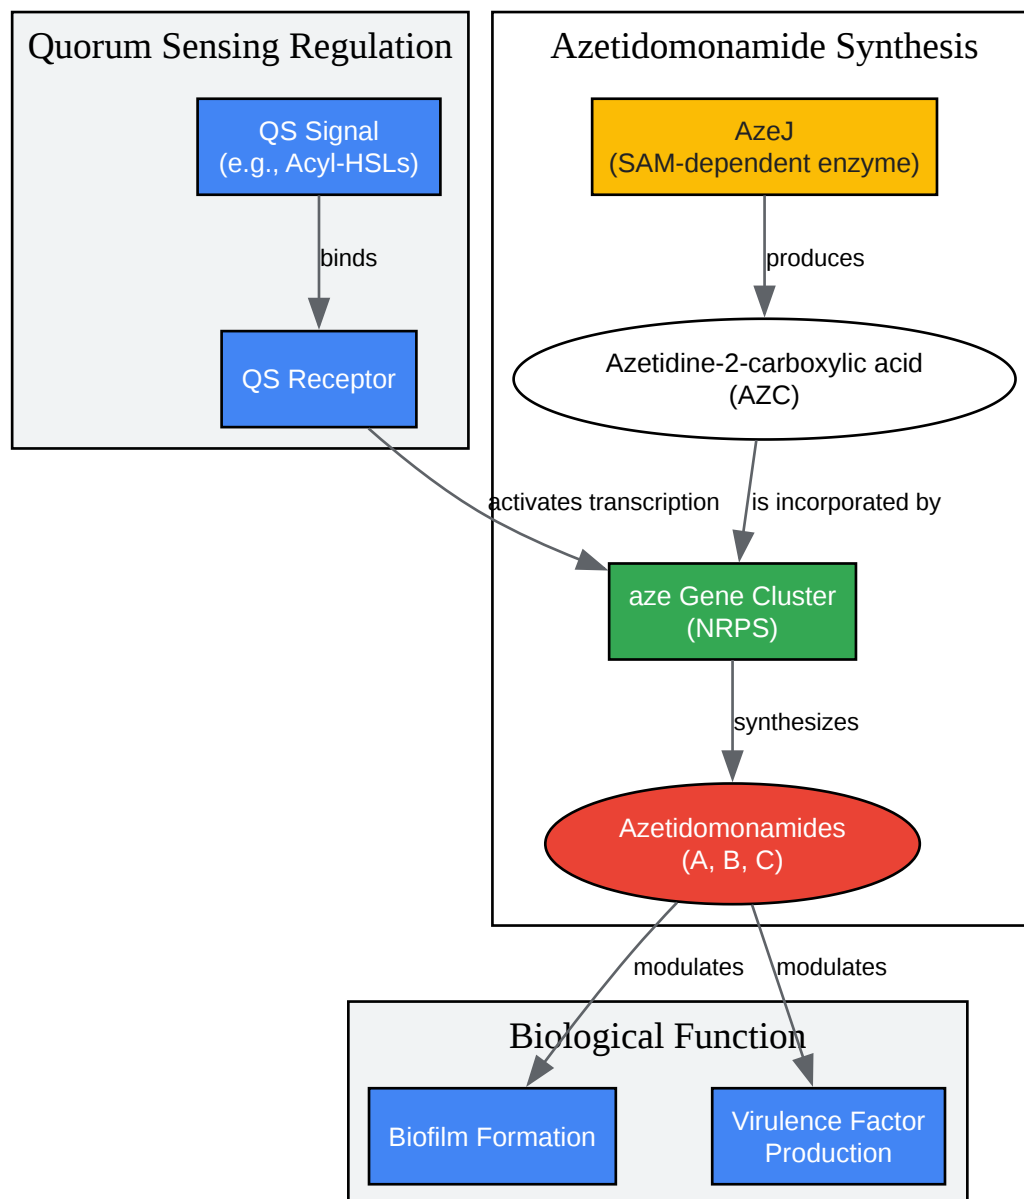 Quorum Sensing Regulation
QS Signal
(e.g., Acyl-HSLs)
binds
QS Receptor
Azetidomonamide Synthesis
AzeJ
(SAM-dependent enzyme)
produces
Azetidine-2-carboxylic acid
(AZC)
activates transcription
is incorporated by
aze Gene Cluster
(NRPS)
synthesizes
Azetidomonamides
(A, B, C)
modulates
modulates
Biological Function
Biofilm Formation
Virulence Factor
Production